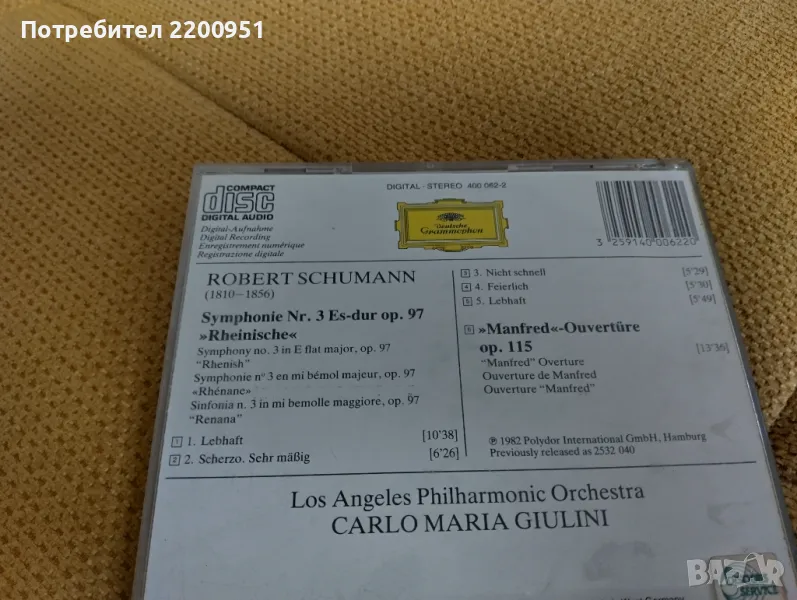 Потребител 2200951
COMPACT
disc
DIGITAL AUDIO
DIGITAL · STEREO 400 062-2
Deutsche
Grammophon
3 259140 006220
Digital-Aufnahme
Digital Recording
Enregistrement numérique
Registrazione digitale
ROBERT SCHUMANN
(1810–1856)
Symphonie Nr. 3 Es-dur op. 97
»Rheinische«
Symphony no. 3 in E flat major, op. 97
“Rhenish”
Symphonie n° 3 en mi bémol majeur, op. 97
«Rhénane»
Sinfonia n. 3 in mi bemolle maggiore, op. 97
“Renana”
1 1. Lebhaft [10'38]
2 2. Scherzo. Sehr mäßig [6'26]
3 3. Nicht schnell [5'29]
4 4. Feierlich [5'30]
5 5. Lebhaft [5'49]
6 »Manfred«-Ouvertüre
op. 115 [13'36]
“Manfred” Overture
Ouverture de Manfred
Ouverture “Manfred”
℗ 1982 Polydor International GmbH, Hamburg
Previously released as 2532 040
Los Angeles Philharmonic Orchestra
CARLO MARIA GIULINI
SERVICE
BAZAR